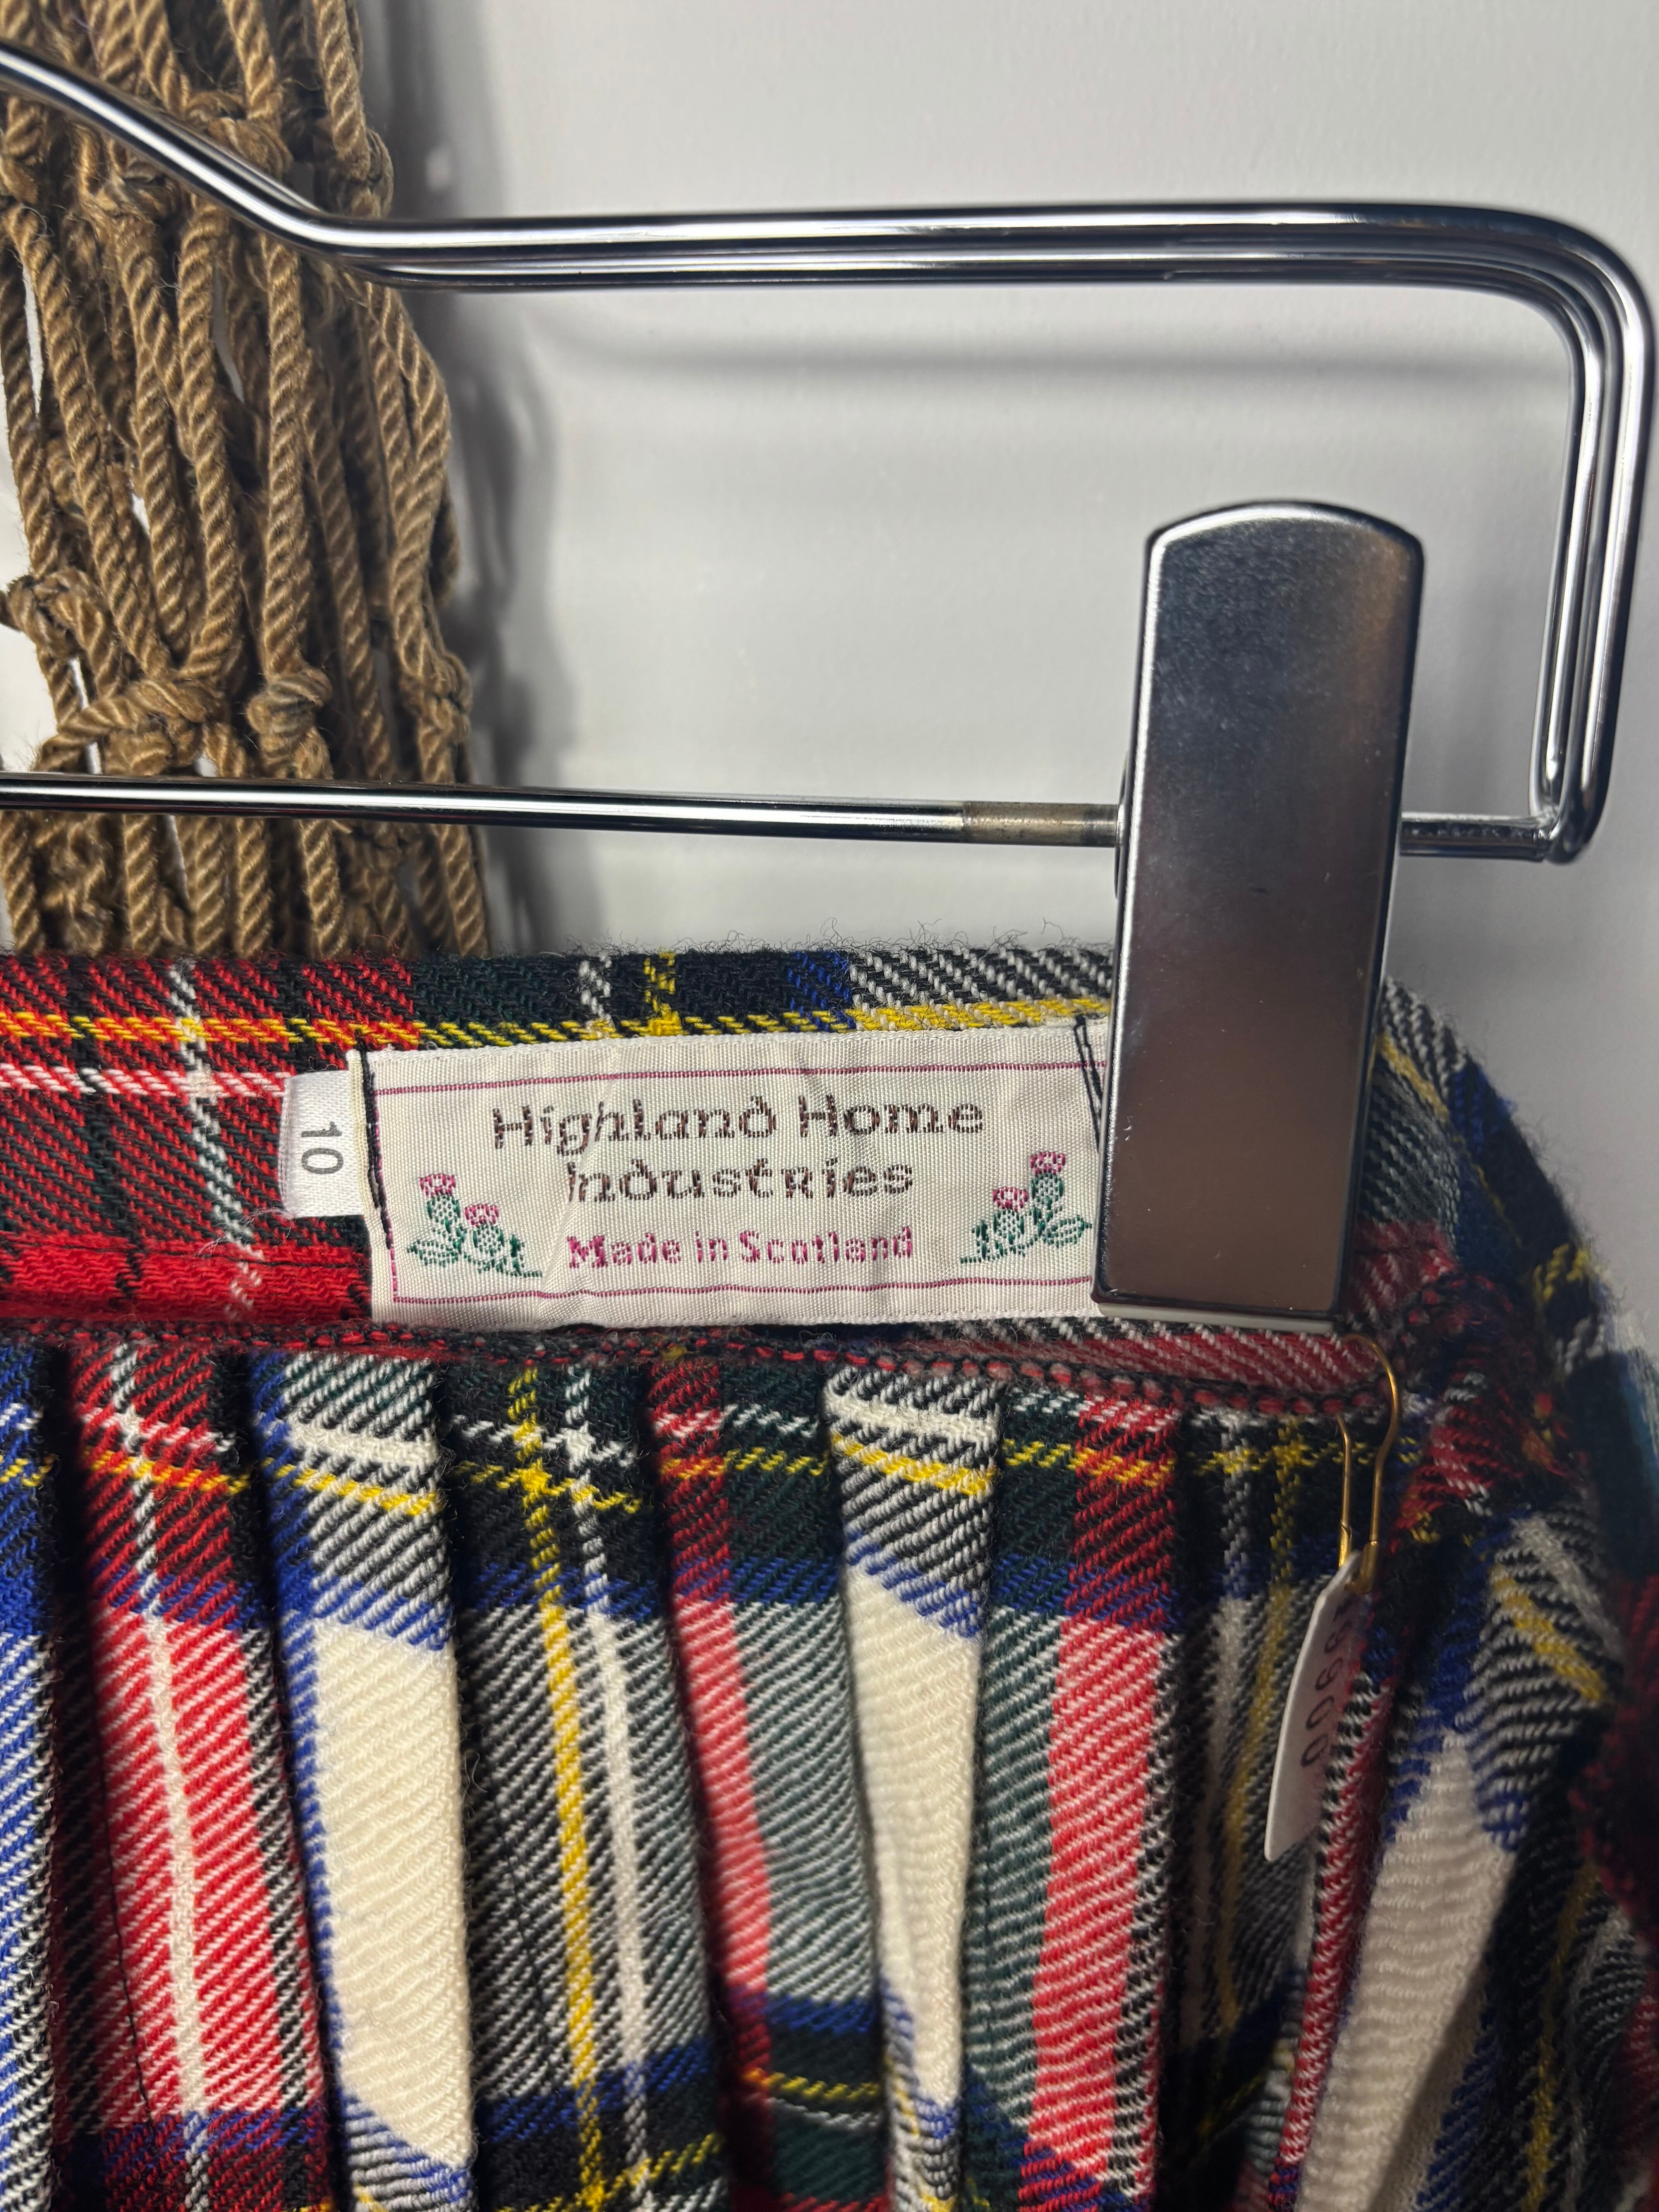 10
Highland Home
Industries
Made in Scotland